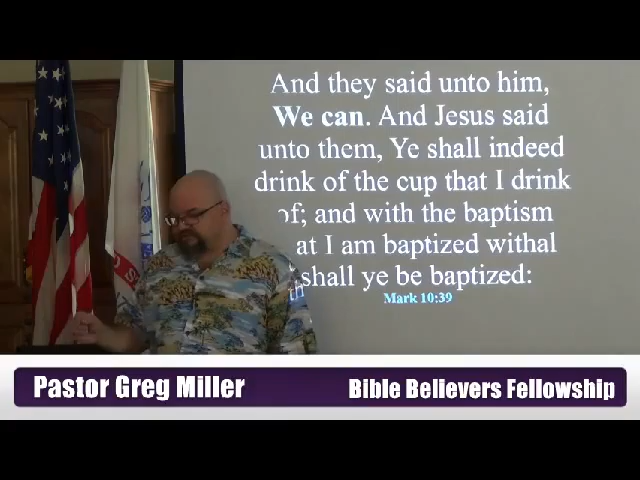 And they said unto him,
We can. And Jesus said
unto them, Ye shall indeed
drink of the cup that I drink
of; and with the baptism
at I am baptized withal
th shall ye be baptized:
Mark 10:39
Pastor Greg Miller
Bible Believers Fellowship